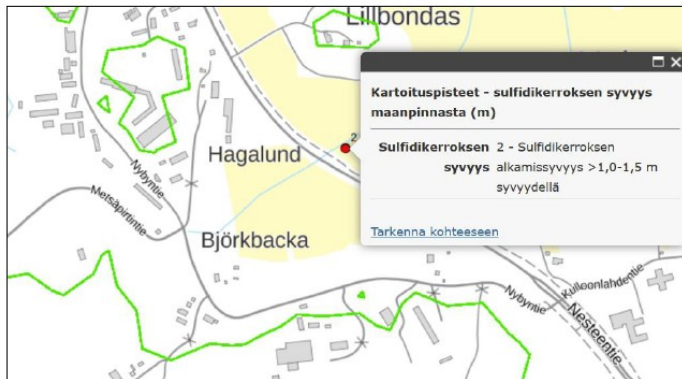 Lillbondas
2
Kartoituspisteet - sulfidikerroksen syvyys
maanpinnasta (m)
Sulfidikerroksen 2 - Sulfidikerroksen
syvyys alkamissyvyys >1,0-1,5 m
syvyydellä
Tarkenna kohteeseen
Hagalund
Nybyntie
Metsäpirtintie
Björkbacka
Kulloonlahdentie
Nybyntie
Nesteentie